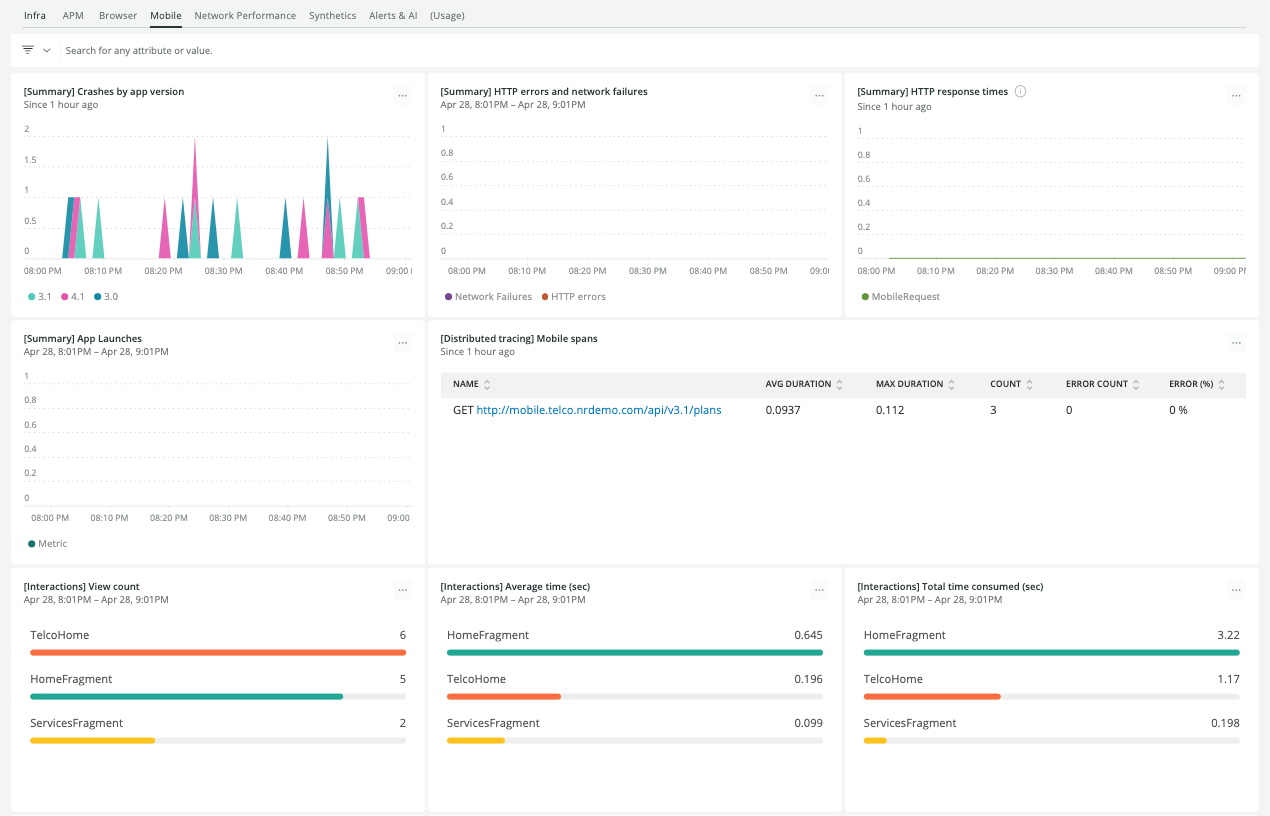 Infra APM Browser Mobile Network Performance Synthetics Alerts & AI (Usage)
Search for any attribute or value.
[Summary] Crashes by app version
Since 1 hour ago
2
1.5
1
0.5
0
08:00 PM 08:10 PM 08:20 PM 08:30 PM 08:40 PM 08:50 PM 09:00
3.1 4.1 3.0
[Summary] HTTP errors and network failures
Apr 28, 8:01PM – Apr 28, 9:01PM
1
0.8
0.6
0.4
0.2
0
08:00 PM 08:10 PM 08:20 PM 08:30 PM 08:40 PM 08:50 PM 09:0
Network Failures HTTP errors
[Summary] HTTP response times
Since 1 hour ago
1
0.8
0.6
0.4
0.2
0
08:00 PM 08:10 PM 08:20 PM 08:30 PM 08:40 PM 08:50 PM 09:00 PM
MobileRequest
[Summary] App Launches
Apr 28, 8:01PM – Apr 28, 9:01PM
1
0.8
0.6
0.4
0.2
0
08:00 PM 08:10 PM 08:20 PM 08:30 PM 08:40 PM 08:50 PM 09:00
Metric
[Distributed tracing] Mobile spans
Since 1 hour ago
NAME AVG DURATION MAX DURATION COUNT ERROR COUNT ERROR (%)
GET http://mobile.telco.nrdemo.com/api/v3.1/plans 0.0937 0.112 3 0 0 %
[Interactions] View count
Apr 28, 8:01PM – Apr 28, 9:01PM
TelcoHome 6
HomeFragment 5
ServicesFragment 2
[Interactions] Average time (sec)
Apr 28, 8:01PM – Apr 28, 9:01PM
HomeFragment 0.645
TelcoHome 0.196
ServicesFragment 0.099
[Interactions] Total time consumed (sec)
Apr 28, 8:01PM – Apr 28, 9:01PM
HomeFragment 3.22
TelcoHome 1.17
ServicesFragment 0.198